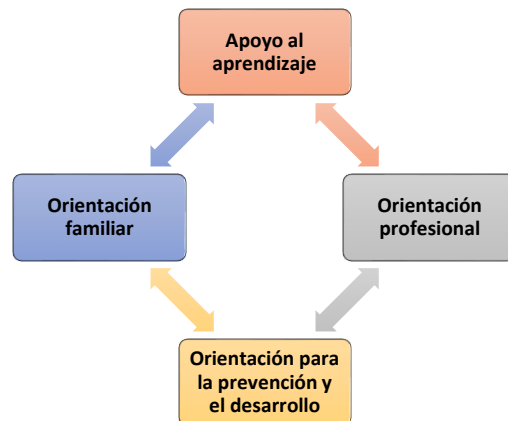 Apoyo al
aprendizaje
Orientación
familiar
Orientación
profesional
Orientación para
la prevención y
el desarrollo